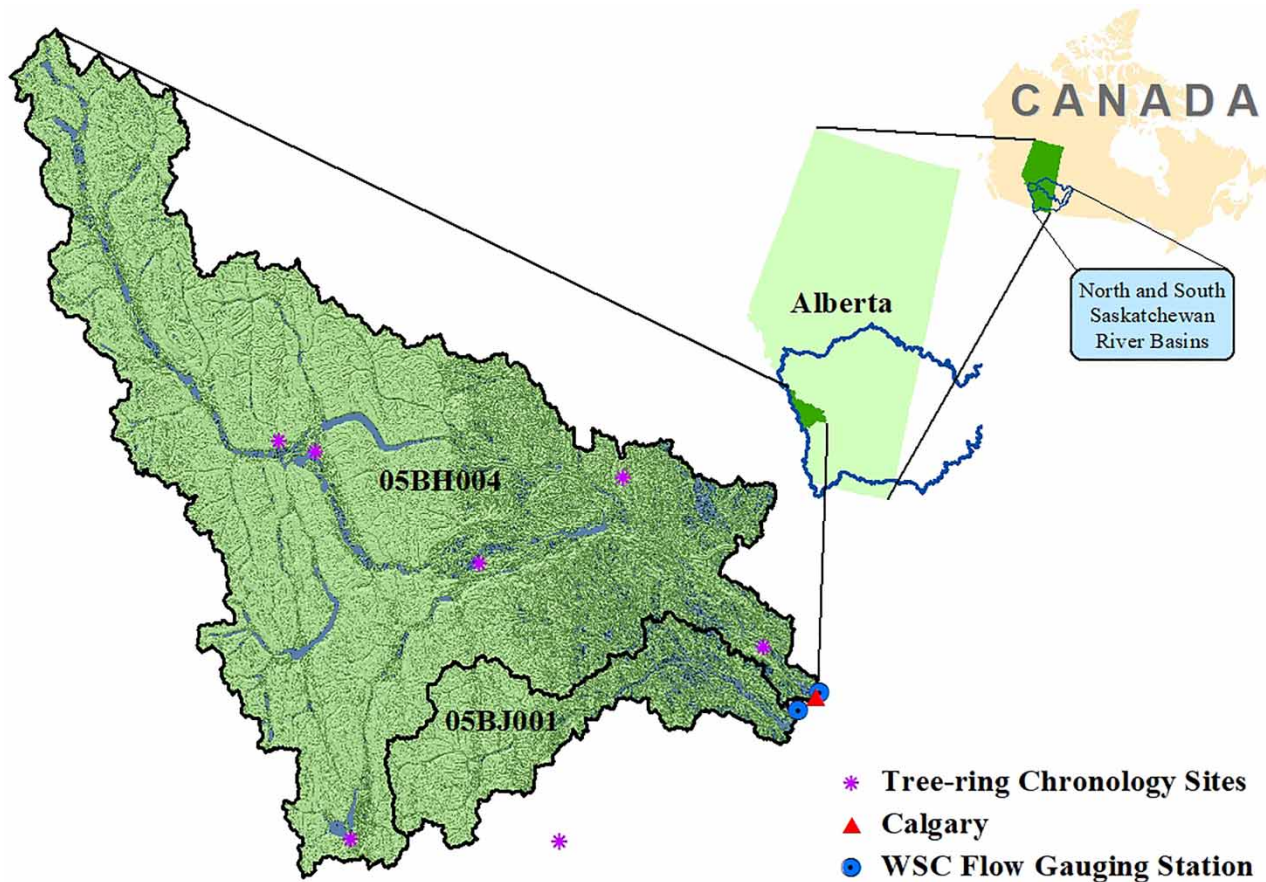 CANADA
North and South
Saskatchewan
River Basins
Alberta
05BH004
05BJ001
Tree-ring Chronology Sites
Calgary
WSC Flow Gauging Station